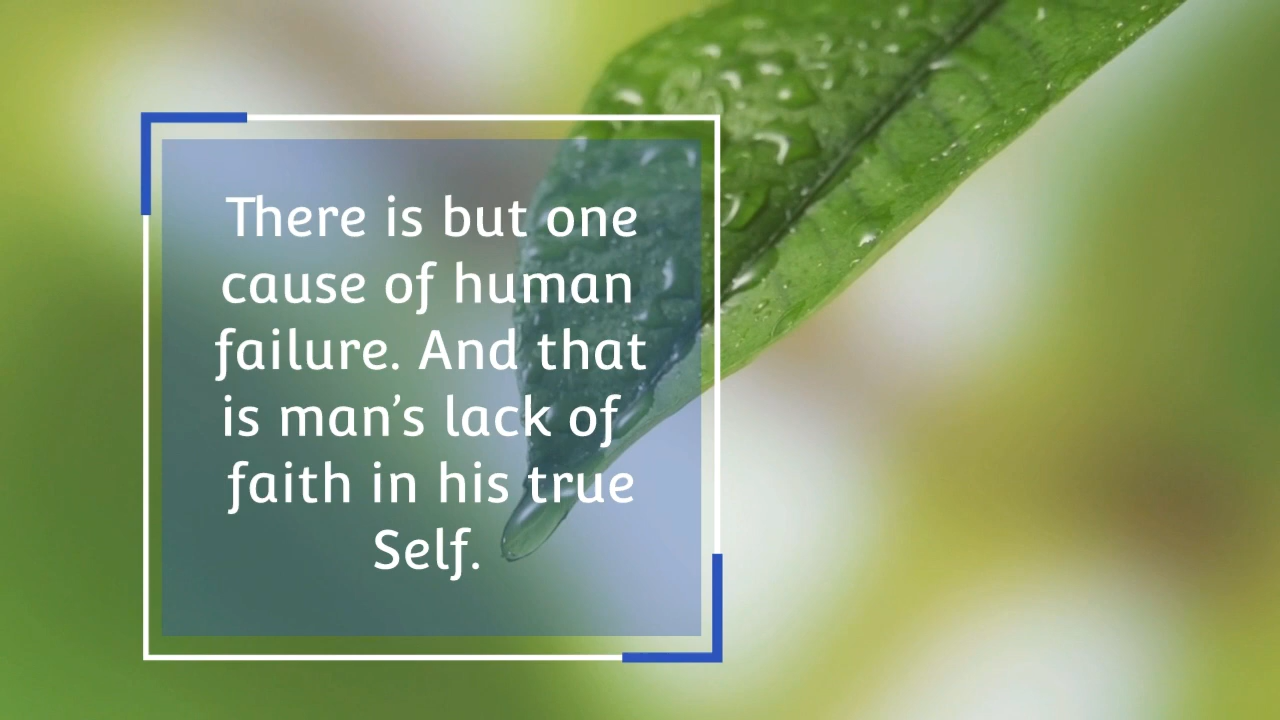 There is but one
cause of human
failure. And that
is man’s lack of
faith in his true
Self.